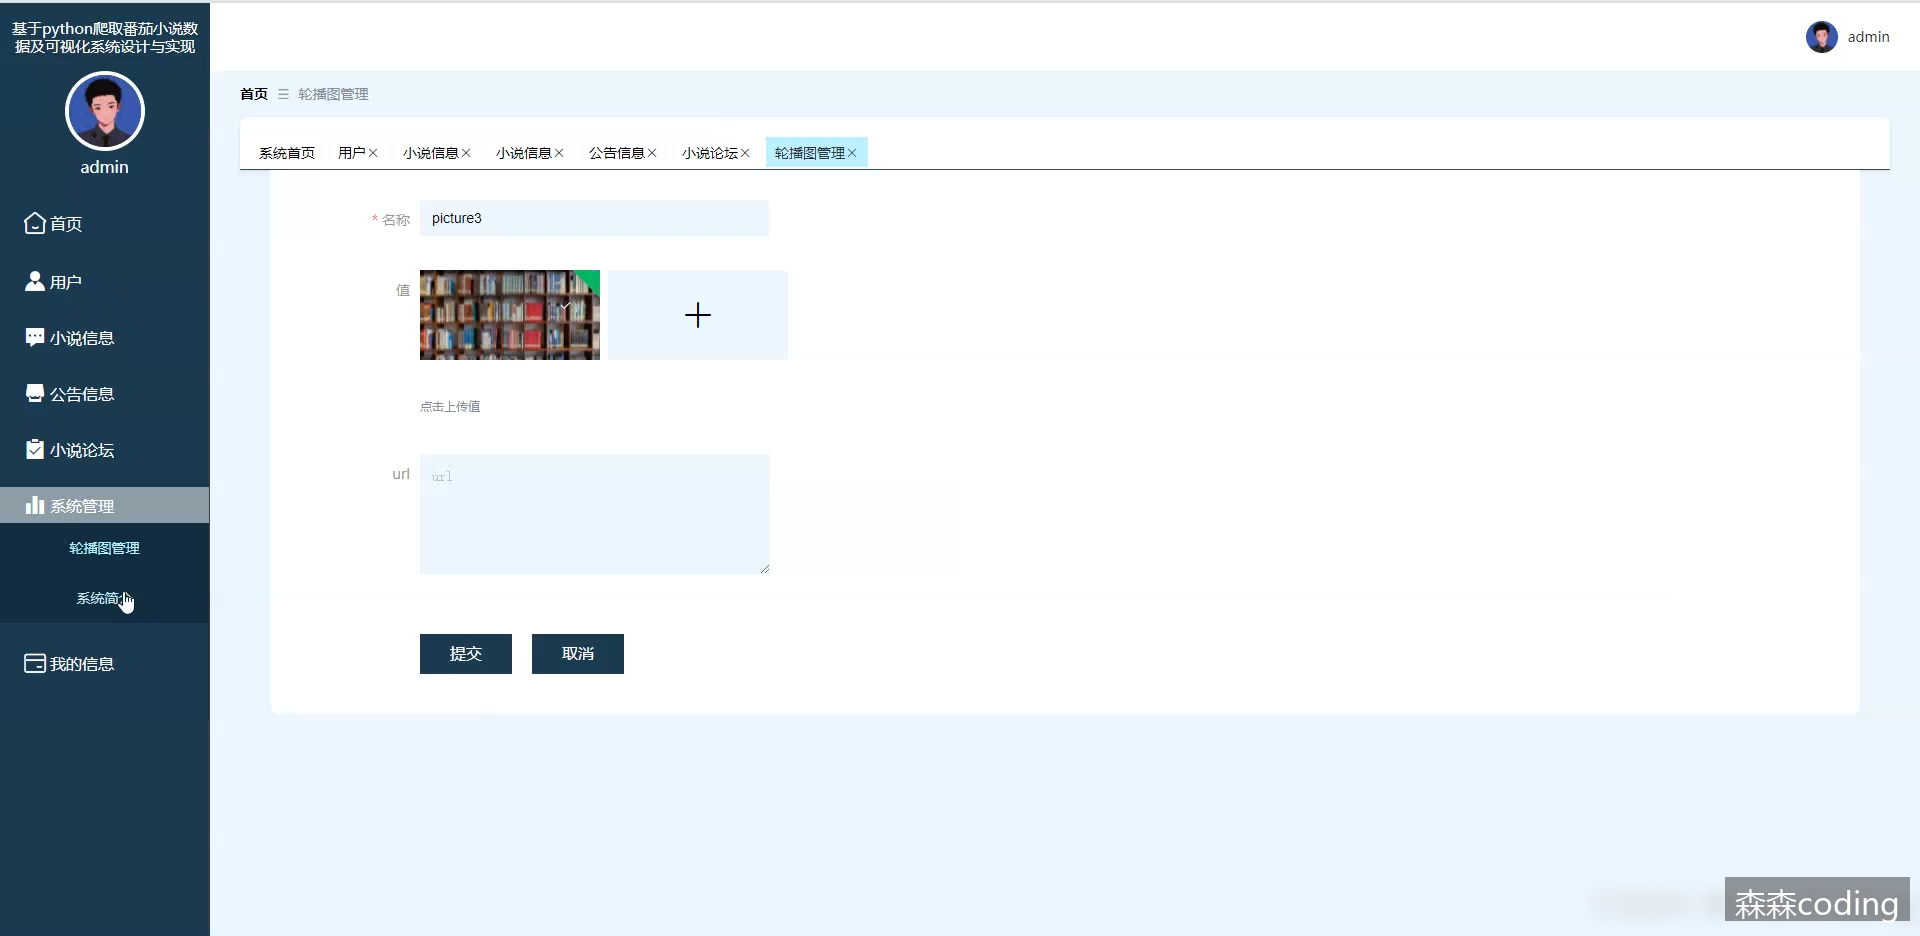 基于python爬取番茄小说数
据及可视化系统设计与实现
admin
admin
首页
用户
小说信息
公告信息
小说论坛
系统管理
轮播图管理
系统简
我的信息
首页 轮播图管理
系统首页 用户 小说信息 小说信息 公告信息 小说论坛 轮播图管理
* 名称 picture3
值
点击上传值
url url
提交 取消
森森coding